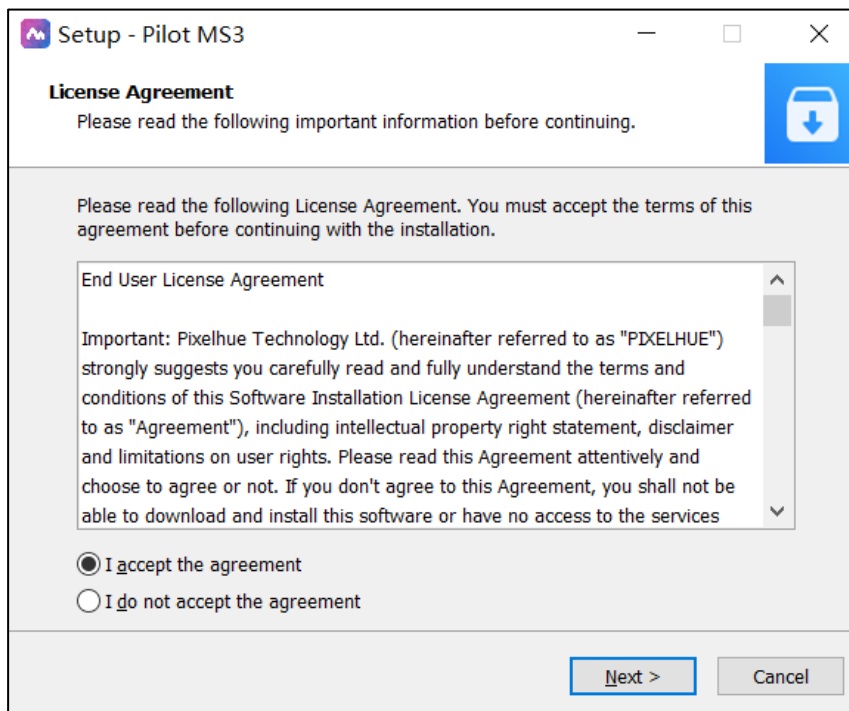 Setup - Pilot MS3
License Agreement
Please read the following important information before continuing.
Please read the following License Agreement. You must accept the terms of this
agreement before continuing with the installation.
End User License Agreement
Important: Pixelhue Technology Ltd. (hereinafter referred to as "PIXELHUE")
strongly suggests you carefully read and fully understand the terms and
conditions of this Software Installation License Agreement (hereinafter referred
to as "Agreement"), including intellectual property right statement, disclaimer
and limitations on user rights. Please read this Agreement attentively and
choose to agree or not. If you don't agree to this Agreement, you shall not be
able to download and install this software or have no access to the services
I accept the agreement
I do not accept the agreement
Next >
Cancel